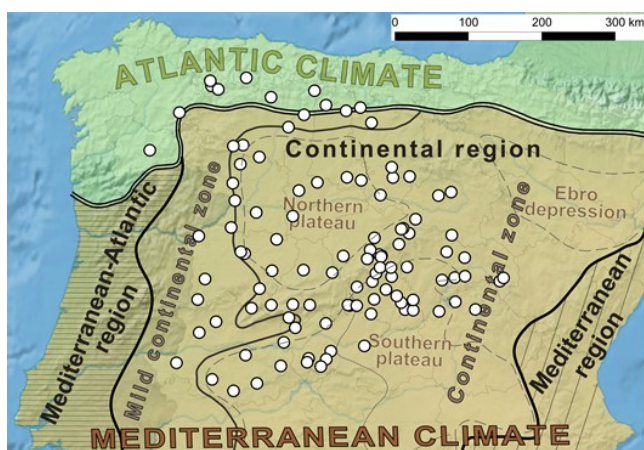 0 100 200 300 km
ATLANTIC CLIMATE
Continental region
Mediterranean-Atlantic
region
Mild continental zone
Northern
plateau
Continental zone
Ebro
depression
Southern
plateau
Mediterranean
region
MEDITERRANEAN CLIMATE